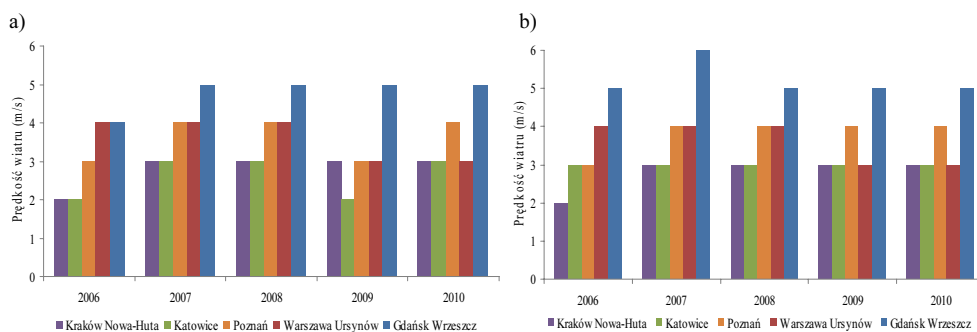 a)
Prędkość wiatru (m/s)
6
5
4
3
2
1
0
2006 2007 2008 2009 2010
Kraków Nowa-Huta Katowice Poznań Warszawa Ursynów Gdańsk Wrzeszcz
b)
Prędkość wiatru (m/s)
6
5
4
3
2
1
0
2006 2007 2008 2009 2010
Kraków Nowa-Huta Katowice Poznań Warszawa Ursynów Gdańsk Wrzeszcz